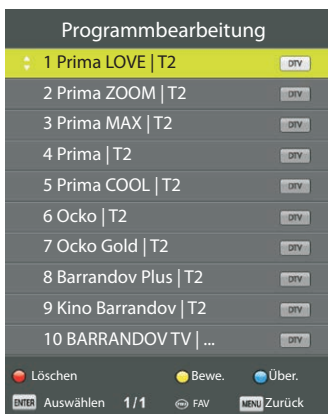 Programmbearbeitung
1 Prima LOVE | T2 DTV
2 Prima ZOOM | T2 DTV
3 Prima MAX | T2 DTV
4 Prima | T2 DTV
5 Prima COOL | T2 DTV
6 Ocko | T2 DTV
7 Ocko Gold | T2 DTV
8 Barrandov Plus | T2 DTV
9 Kino Barrandov | T2 DTV
10 BARRANDOV TV | ... DTV
Löschen Bewe. Über.
ENTER Auswählen 1/1 FAV MENU Zurück